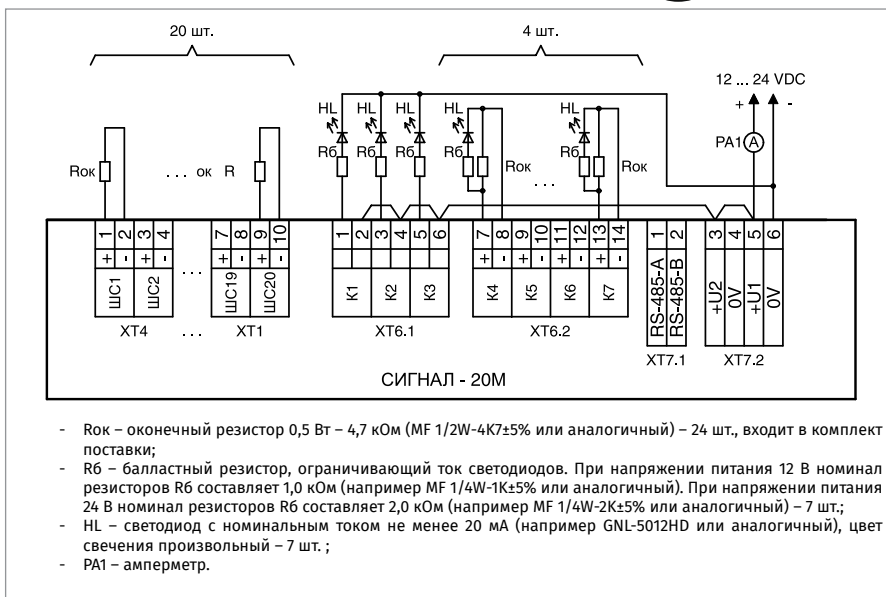 20 шт.
4 шт.
12 ... 24 VDC
+ -
HL HL HL HL HL
PA1 A
Rб Rб Rб Rб Rб
Rок ... ок R Rок ... Rок
1 2 3 4 7 8 9 10 1 2 3 4 5 6 7 8 9 10 11 12 13 14 1 2 3 4 5 6
+ - + - + - + - + - + - + - + -
ШС1 ШС2 ... ШС19 ШС20 К1 К2 К3 К4 К5 К6 К7 RS-485-A RS-485-B +U2 0V +U1 0V
XT4 ... XT1 XT6.1 XT6.2 XT7.1 XT7.2
СИГНАЛ - 20М
- Rок – оконечный резистор 0,5 Вт – 4,7 кОм (MF 1/2W-4K7±5% или аналогичный) – 24 шт., входит в комплект
поставки;
- Rб – балластный резистор, ограничивающий ток светодиодов. При напряжении питания 12 В номинал
резисторов Rб составляет 1,0 кОм (например MF 1/4W-1K±5% или аналогичный). При напряжении питания
24 В номинал резисторов Rб составляет 2,0 кОм (например MF 1/4W-2K±5% или аналогичный) – 7 шт.;
- HL – светодиод с номинальным током не менее 20 мА (например GNL-5012HD или аналогичный), цвет
свечения произвольный – 7 шт. ;
- PA1 – амперметр.